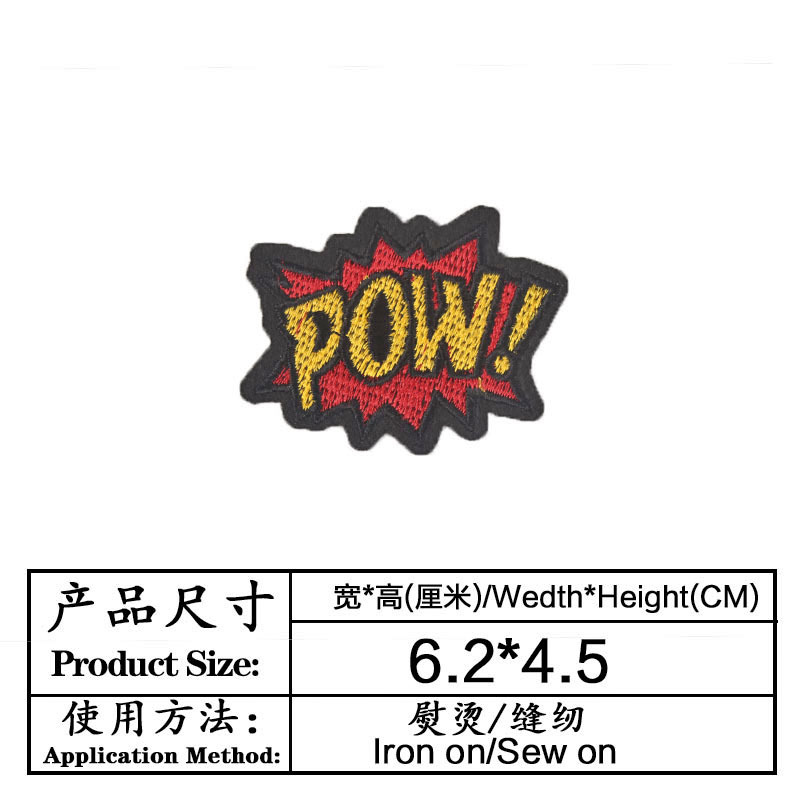 POW!
产品尺寸
Product Size:
宽*高(厘米)/Wedth*Height(CM)
6.2*4.5
使用方法:
Application Method:
熨烫/缝纫
Iron on/Sew on